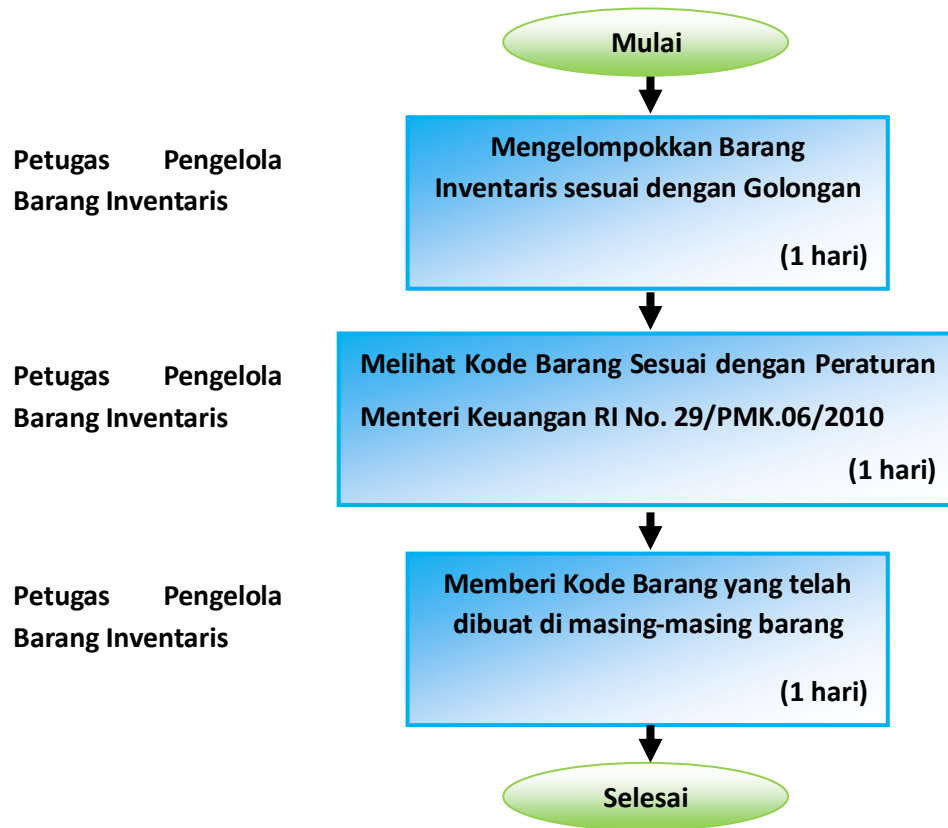 Mulai
Petugas Pengelola
Barang Inventaris
Mengelompokkan Barang
Inventaris sesuai dengan Golongan
(1 hari)
Petugas Pengelola
Barang Inventaris
Melihat Kode Barang Sesuai dengan Peraturan
Menteri Keuangan RI No. 29/PMK.06/2010
(1 hari)
Petugas Pengelola
Barang Inventaris
Memberi Kode Barang yang telah
dibuat di masing-masing barang
(1 hari)
Selesai